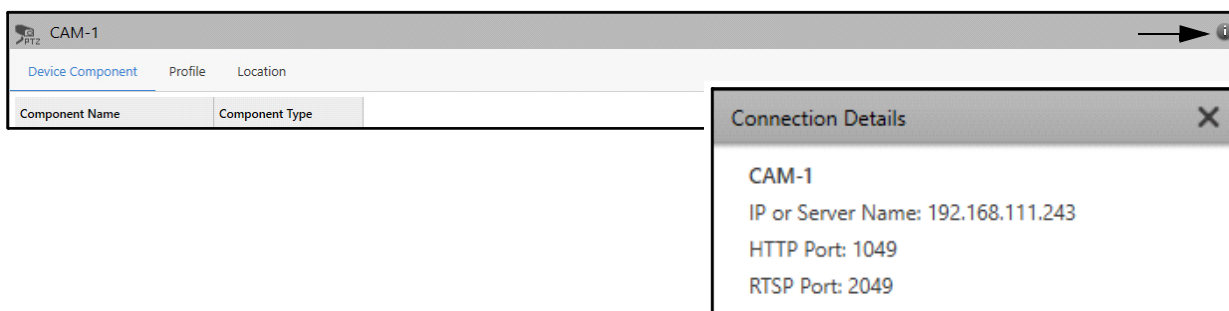 PTZ CAM-1
i
Device Component Profile Location
Component Name Component Type
Connection Details
CAM-1
IP or Server Name: 192.168.111.243
HTTP Port: 1049
RTSP Port: 2049